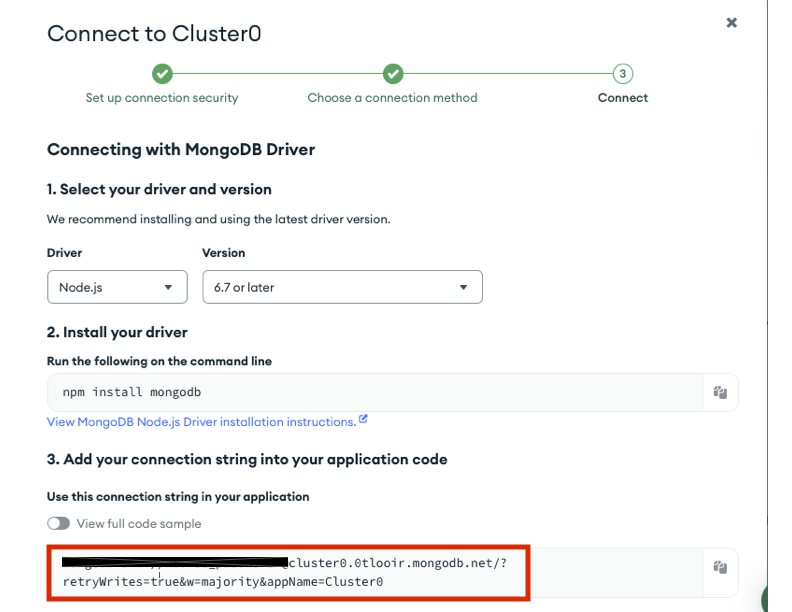 Connect to Cluster0
Set up connection security
Choose a connection method
3
Connect
Connecting with MongoDB Driver
1. Select your driver and version
We recommend installing and using the latest driver version.
Driver
Version
Node.js
6.7 or later
2. Install your driver
Run the following on the command line
npm install mongodb
View MongoDB Node.js Driver installation instructions.
3. Add your connection string into your application code
Use this connection string in your application
View full code sample
@cluster0.0tlooir.mongodb.net/?
retryWrites=true&w=majority&appName=Cluster0